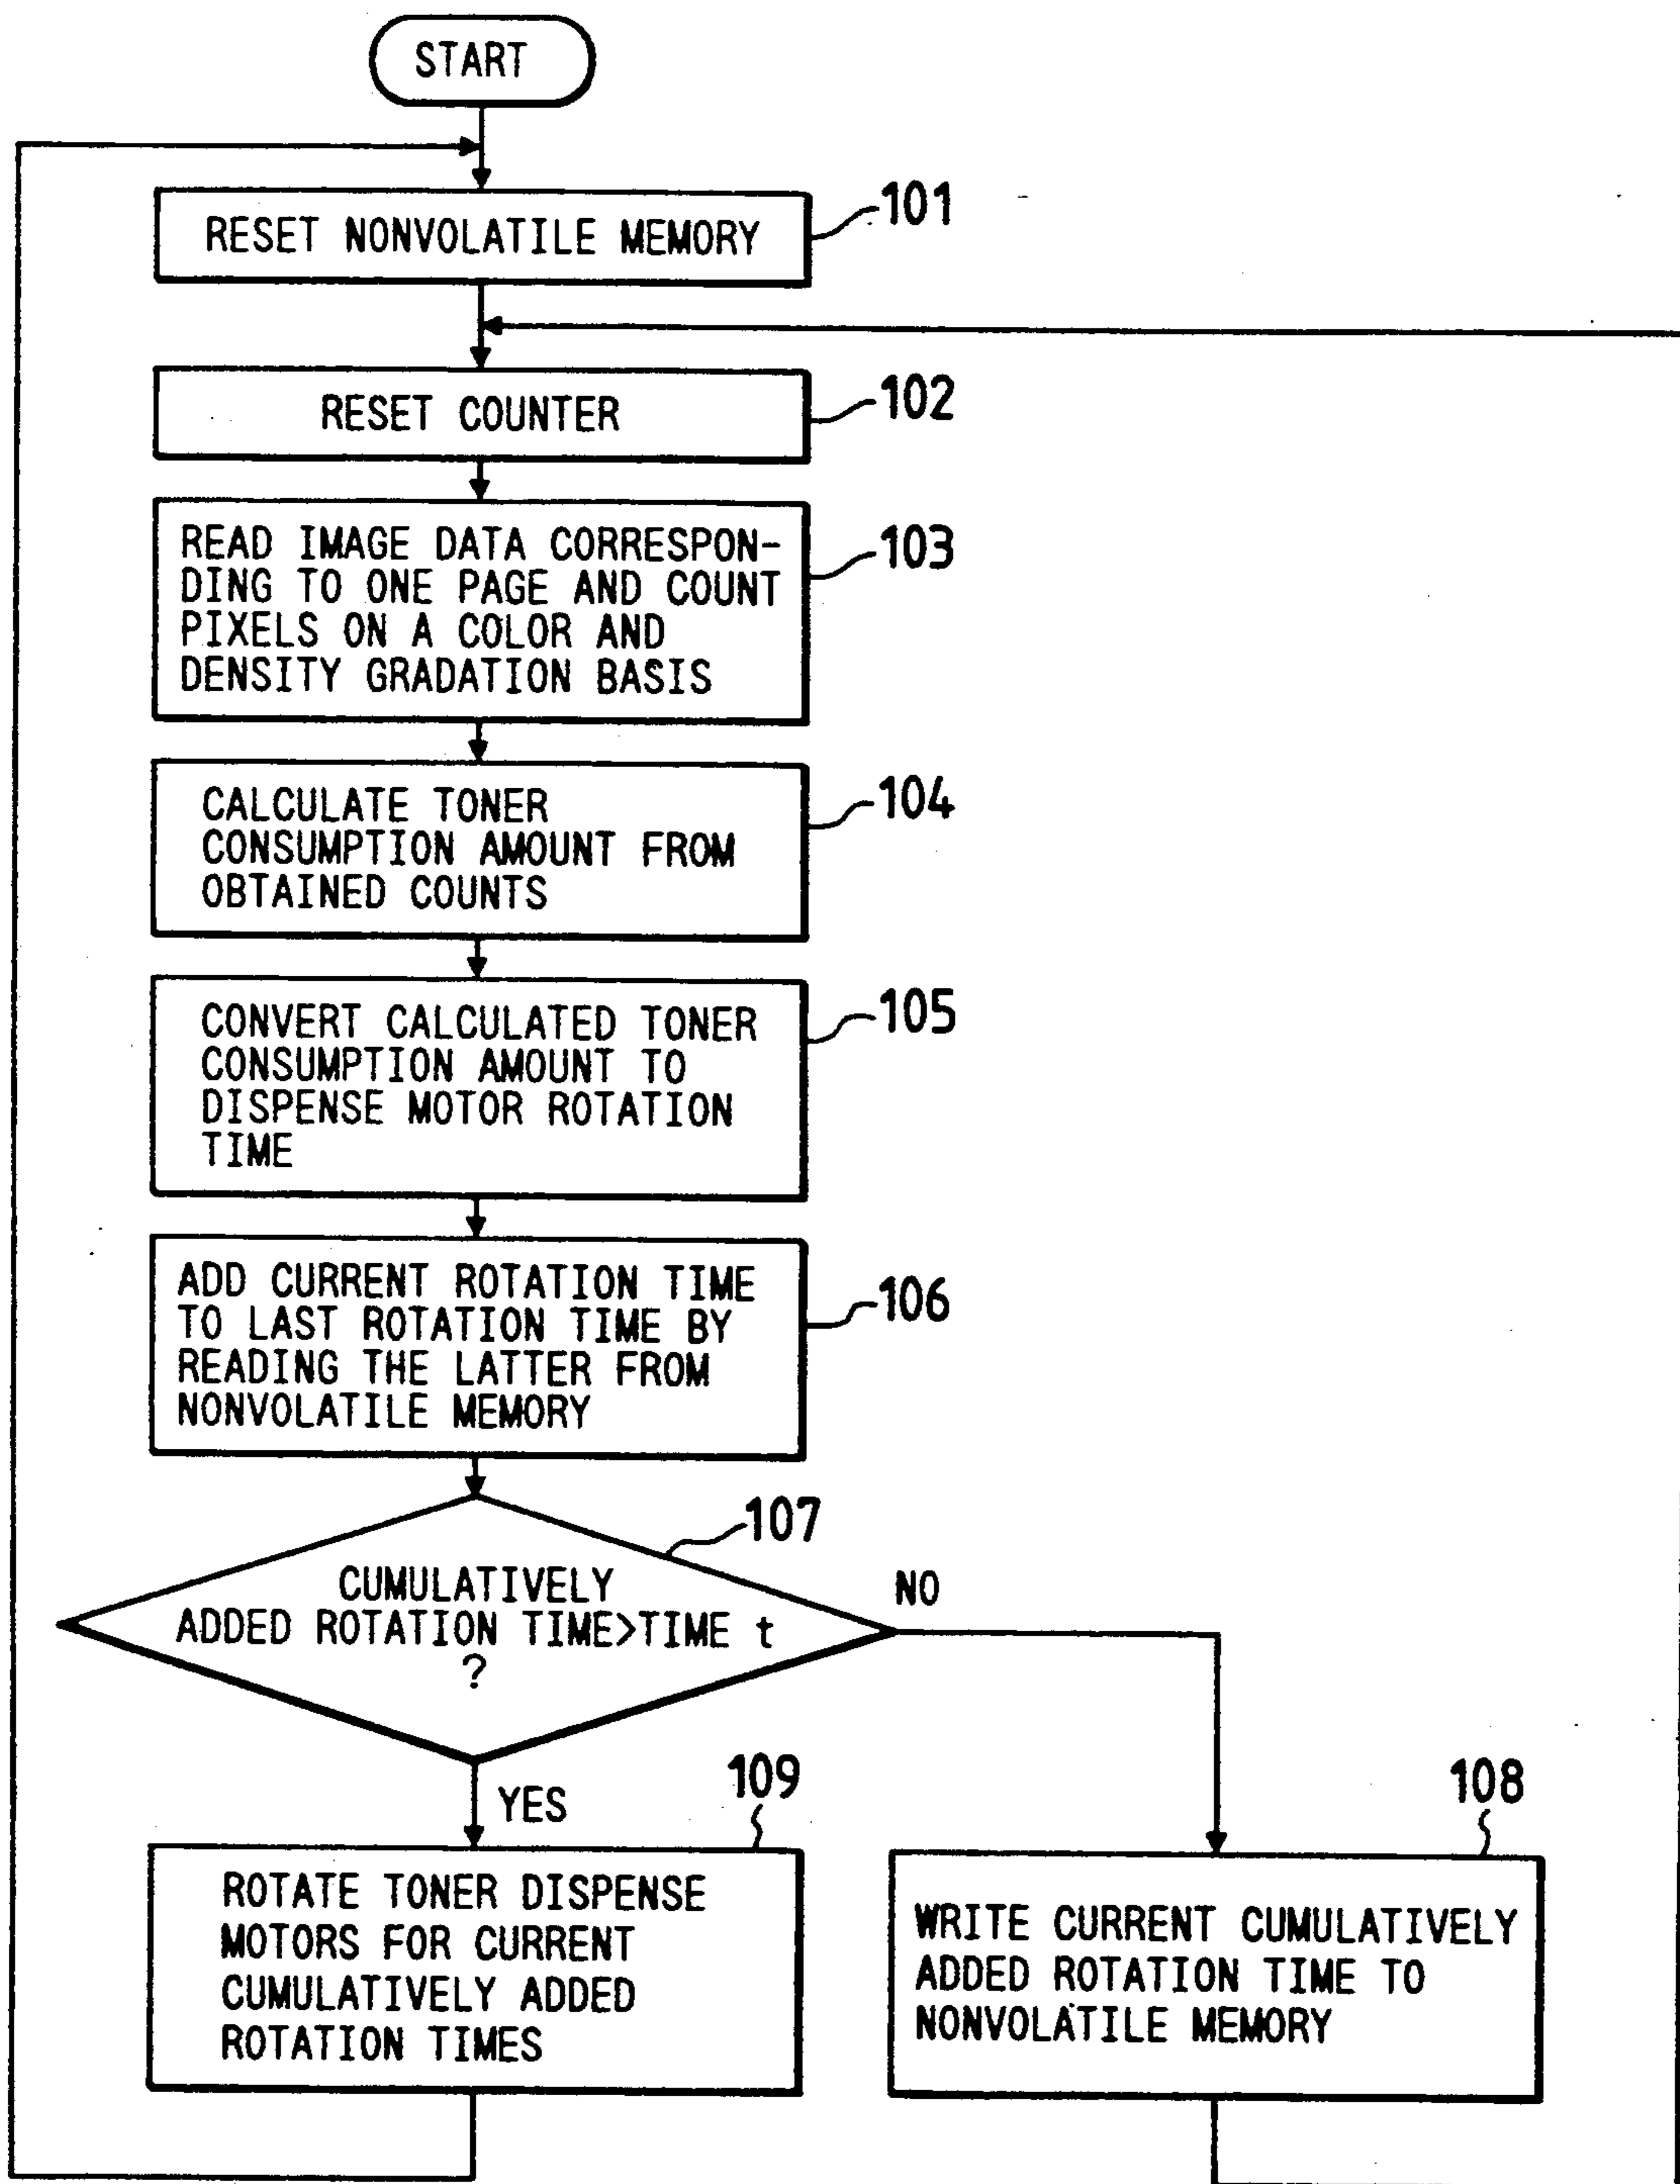 START
101
RESET NONVOLATILE MEMORY
102
RESET COUNTER
103
READ IMAGE DATA CORRESPON-
DING TO ONE PAGE AND COUNT
PIXELS ON A COLOR AND
DENSITY GRADATION BASIS
104
CALCULATE TONER
CONSUMPTION AMOUNT FROM
OBTAINED COUNTS
105
CONVERT CALCULATED TONER
CONSUMPTION AMOUNT TO
DISPENSE MOTOR ROTATION
TIME
106
ADD CURRENT ROTATION TIME
TO LAST ROTATION TIME BY
READING THE LATTER FROM
NONVOLATILE MEMORY
107
CUMULATIVELY
ADDED ROTATION TIME>TIME t
?
NO
YES
109
ROTATE TONER DISPENSE
MOTORS FOR CURRENT
CUMULATIVELY ADDED
ROTATION TIMES
108
WRITE CURRENT CUMULATIVELY
ADDED ROTATION TIME TO
NONVOLATILE MEMORY